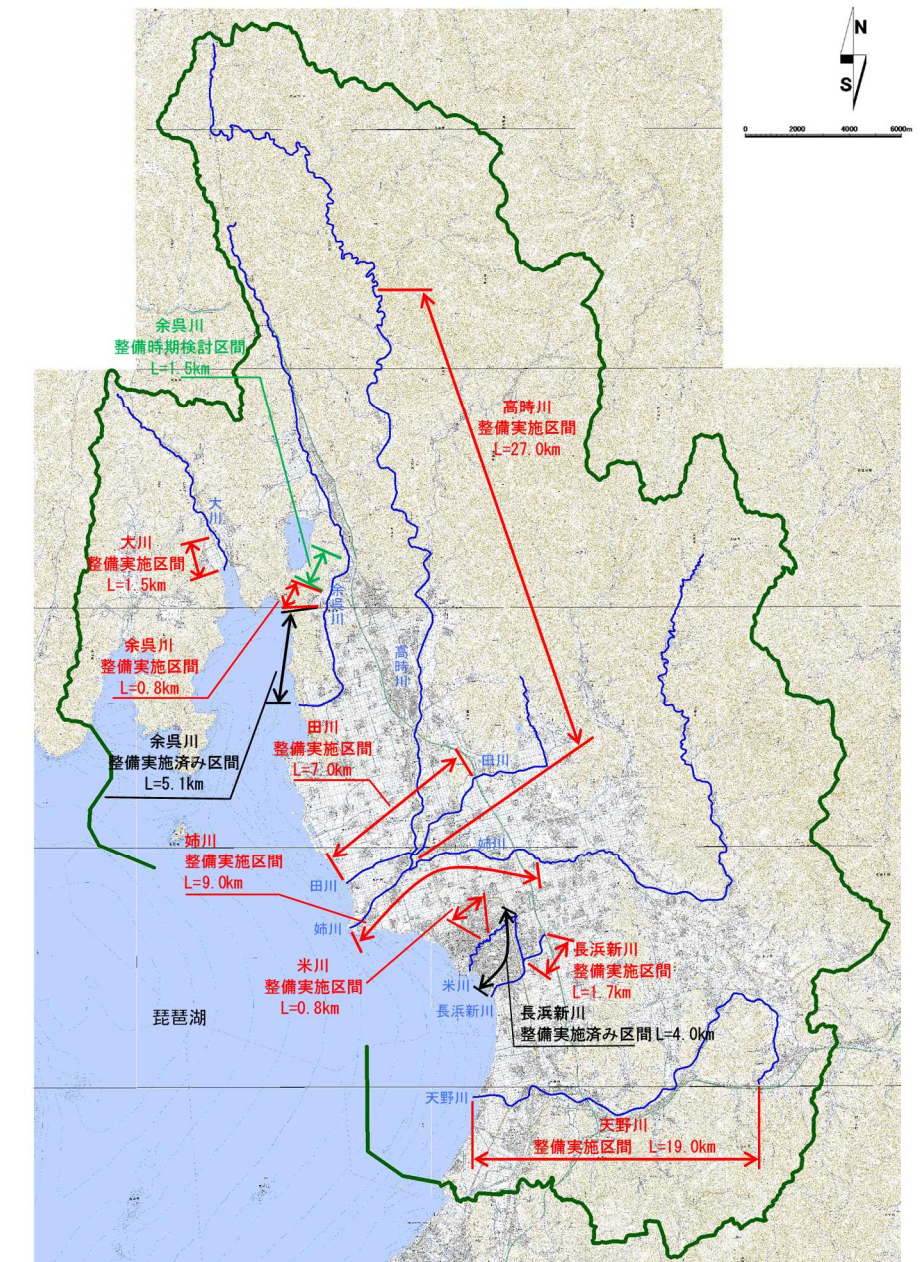 N
S
0 2000 4000 6000m
余呉川
整備時期検討区間
L=1.5km
高時川
整備実施区間
L=27.0km
大川
大川
整備実施区間
L=1.5km
余呉川
余呉川
整備実施区間
L=0.8km
高時川
余呉川
整備実施済み区間
L=5.1km
田川
整備実施区間
L=7.0km
田川
姉川
整備実施区間
L=9.0km
姉川
田川
姉川
米川
整備実施区間
L=0.8km
米川
長浜新川
長浜新川
整備実施区間
L=1.7km
長浜新川
整備実施済み区間 L=4.0km
琵琶湖
天野川
天野川
整備実施区間 L=19.0km